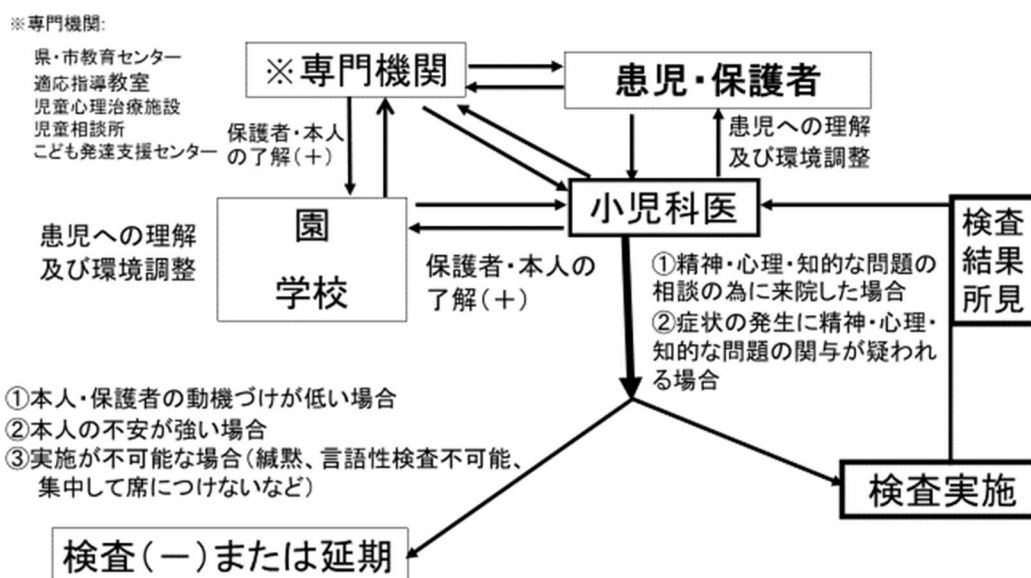 ※専門機関:
県・市教育センター
適応指導教室
児童心理治療施設
児童相談所
こども発達支援センター
※専門機関
患児・保護者
保護者・本人
の了解(+)
患児への理解
及び環境調整
小児科医
園
学校
患児への理解
及び環境調整
保護者・本人の
了解(+)
検査
結果
所見
①精神・心理・知的な問題の
相談の為に来院した場合
②症状の発生に精神・心理・
知的な問題の関与が疑われ
る場合
①本人・保護者の動機づけが低い場合
②本人の不安が強い場合
③実施が不可能な場合(緘黙、言語性検査不可能、
集中して席につけないなど)
検査実施
検査(-)または延期